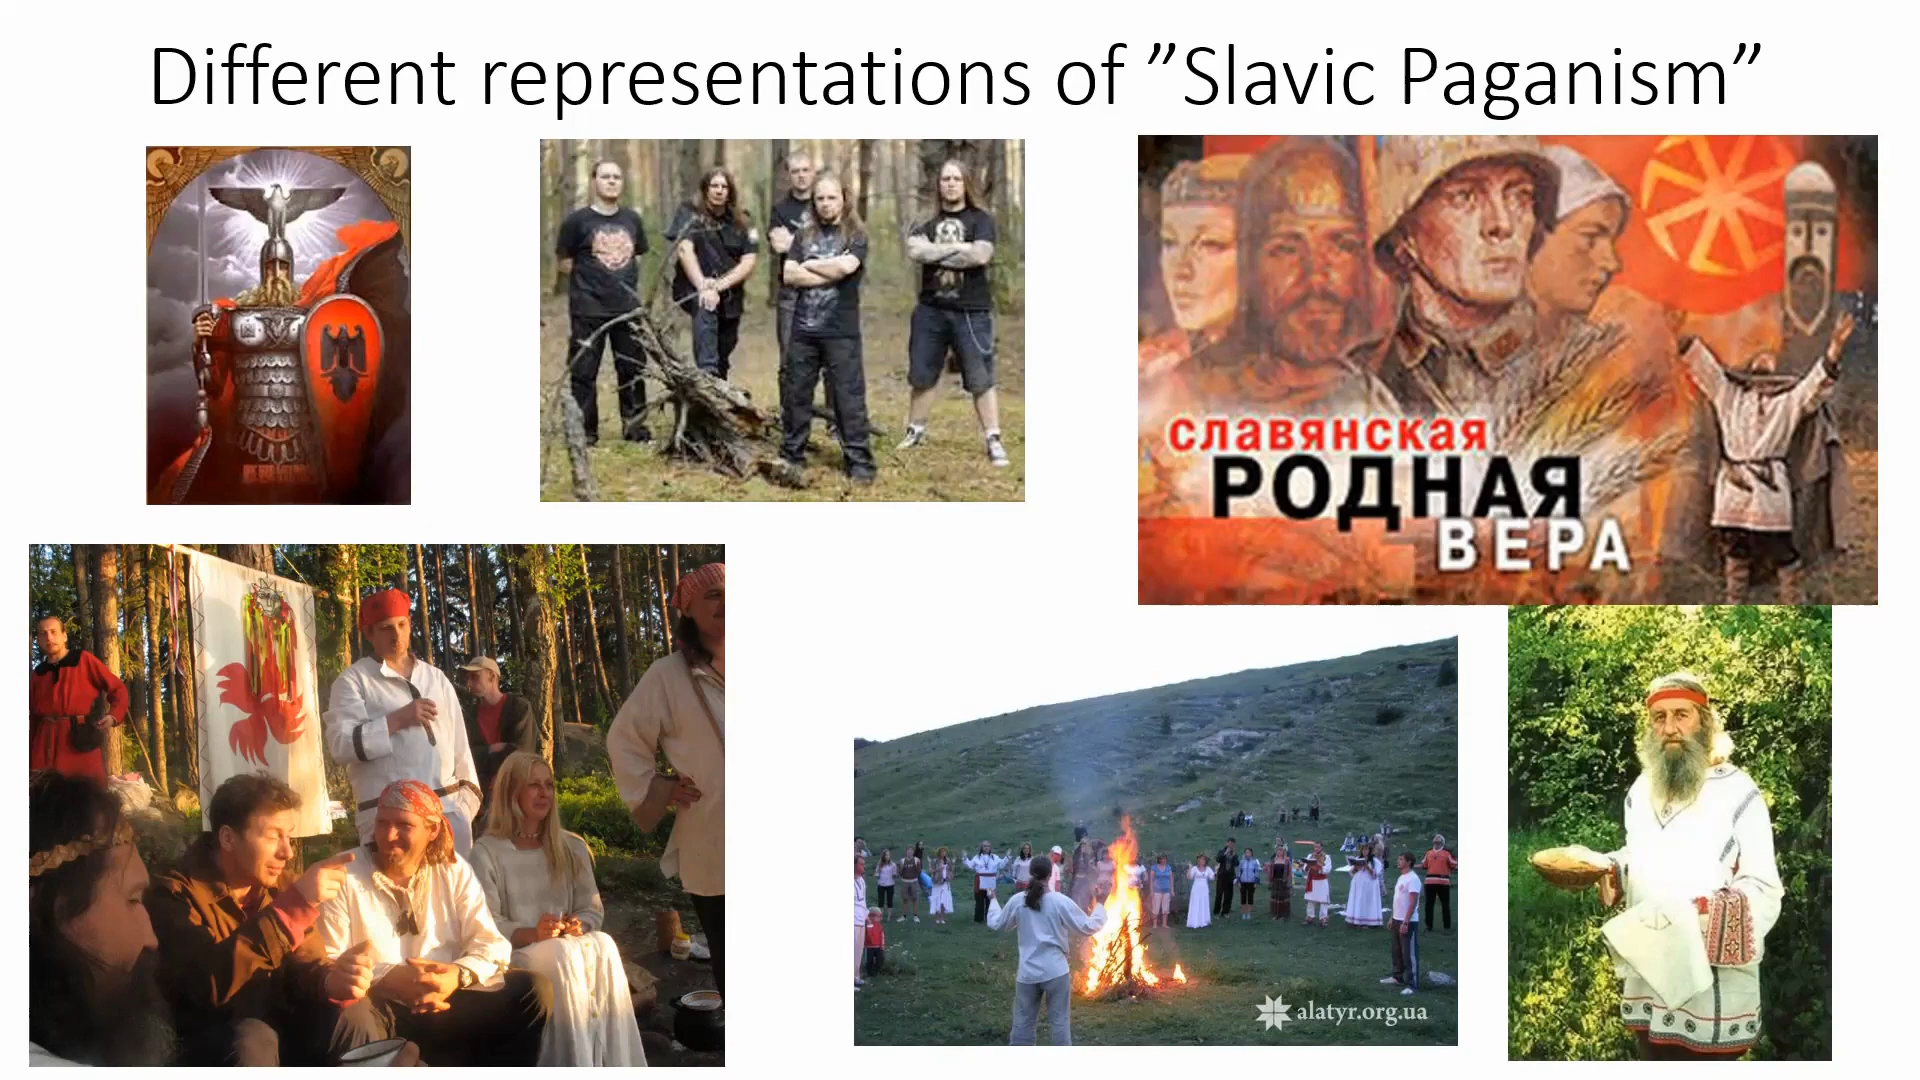 Different representations of ”Slavic Paganism”
славянская
РОДНАЯ
ВЕРА
alatyr.org.ua